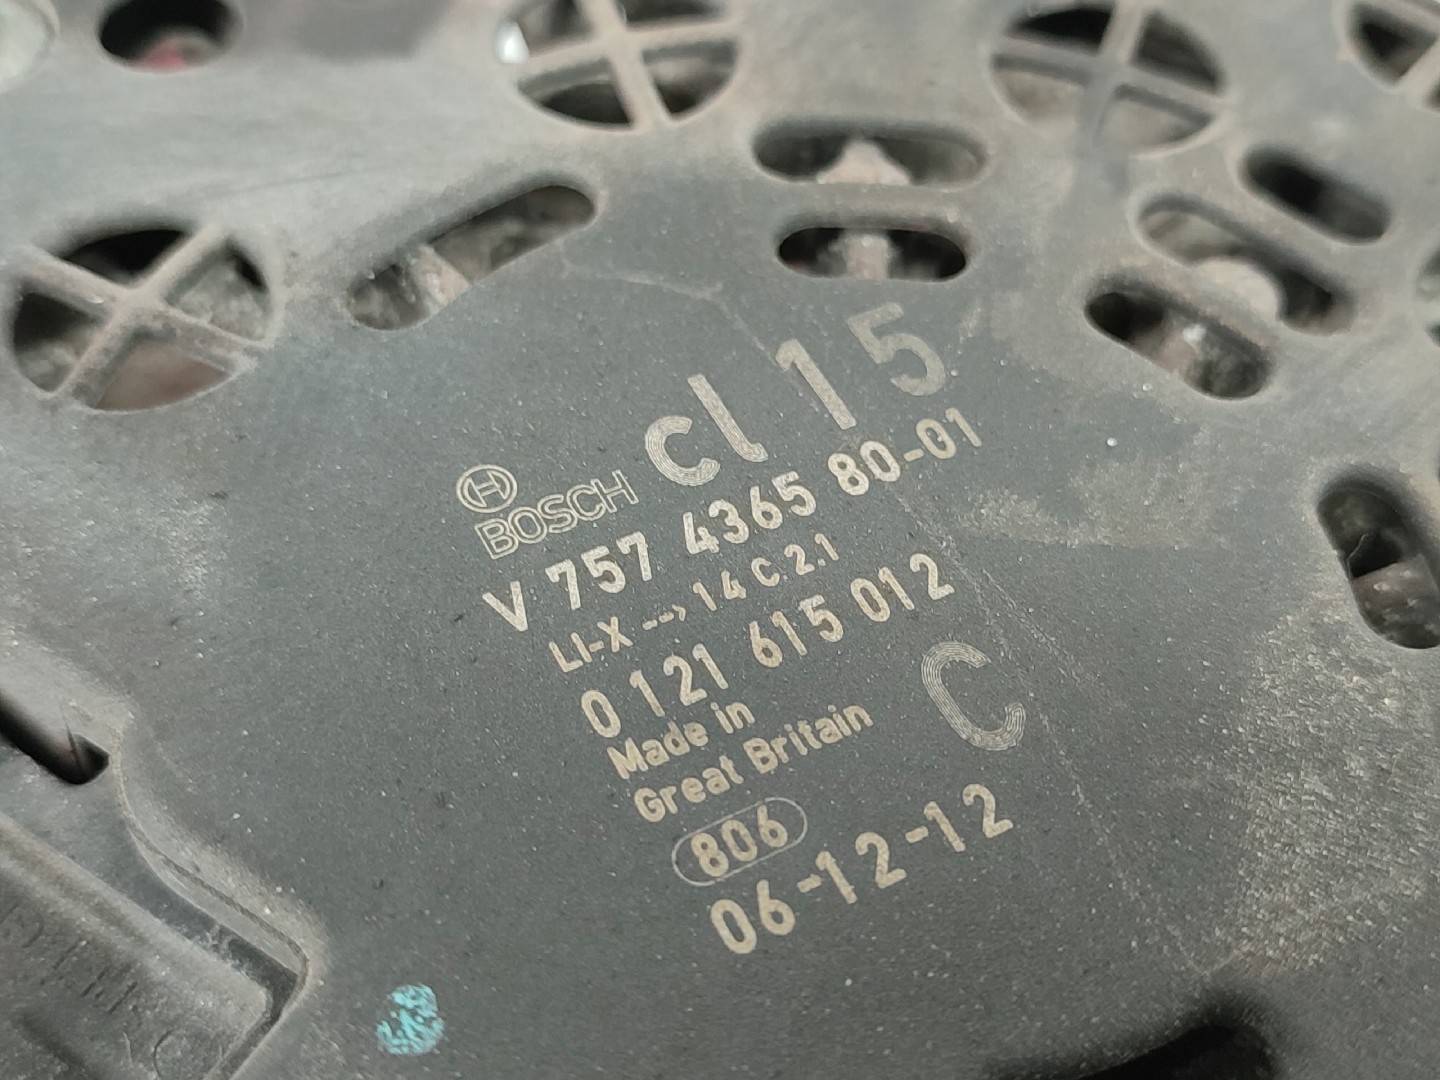 cl 15
BOSCH
V 757 4365 80-01
LI-X --> 14 C 2.1
0 121 615 012
Made in
Great Britain
C
806
06-12-12